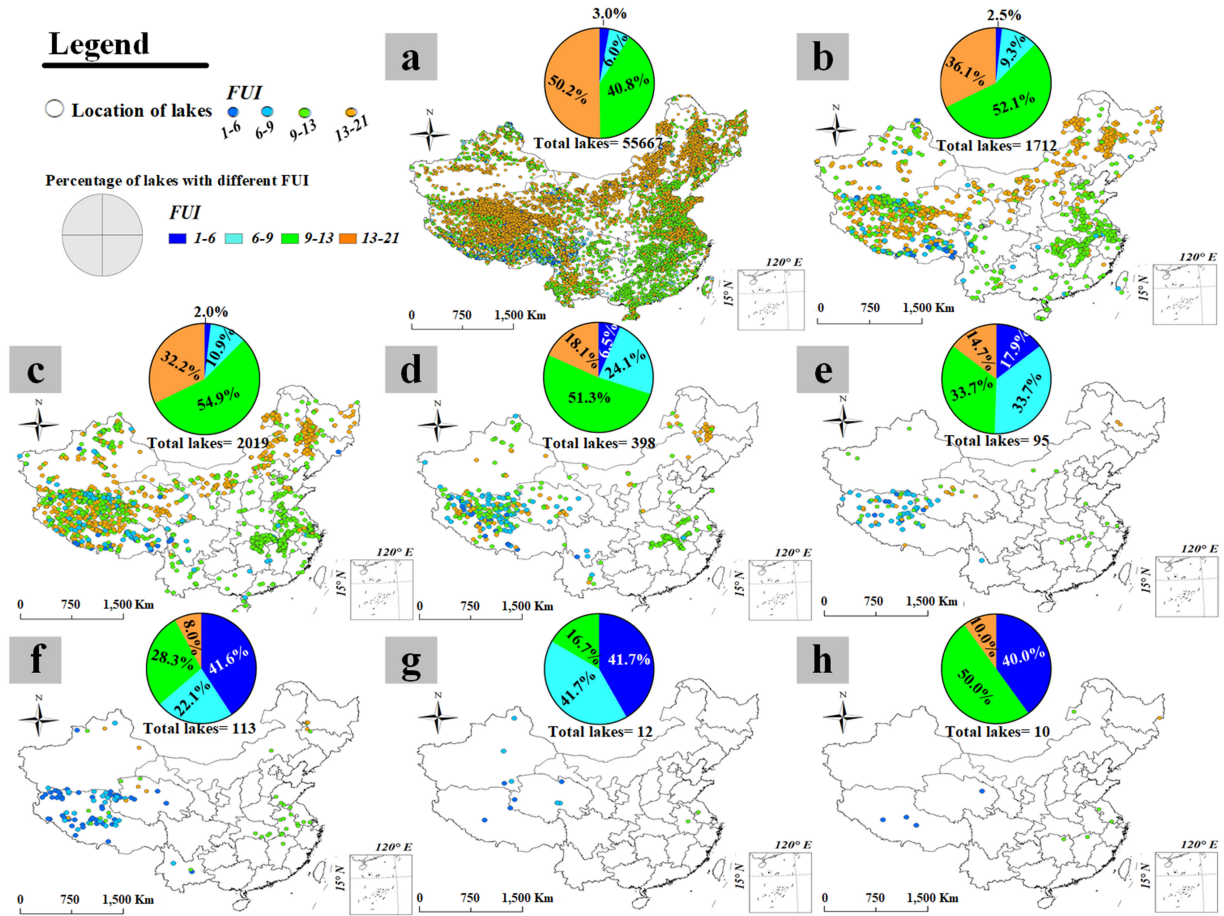 Legend
Location of lakes
FUI
1-6
6-9
9-13
13-21
Percentage of lakes with different FUI
FUI
1-6
6-9
9-13
13-21
a
3.0%
6.0%
40.8%
50.2%
Total lakes= 55667
N
120° E
15° N
0 750 1,500 Km
b
2.5%
9.3%
36.1%
52.1%
Total lakes= 1712
N
120° E
15° N
0 750 1,500 Km
c
2.0%
10.9%
32.2%
54.9%
Total lakes= 2019
N
120° E
15° N
0 750 1,500 Km
d
6.5%
18.1%
24.1%
51.3%
Total lakes= 398
N
120° E
15° N
0 750 1,500 Km
e
14.7%
17.9%
33.7%
33.7%
Total lakes= 95
N
120° E
15° N
0 750 1,500 Km
f
8.0%
41.6%
28.3%
22.1%
Total lakes= 113
N
120° E
15° N
0 750 1,500 Km
g
16.7%
41.7%
41.7%
Total lakes= 12
N
120° E
15° N
0 750 1,500 Km
h
10.0%
40.0%
50.0%
Total lakes= 10
N
120° E
15° N
0 750 1,500 Km